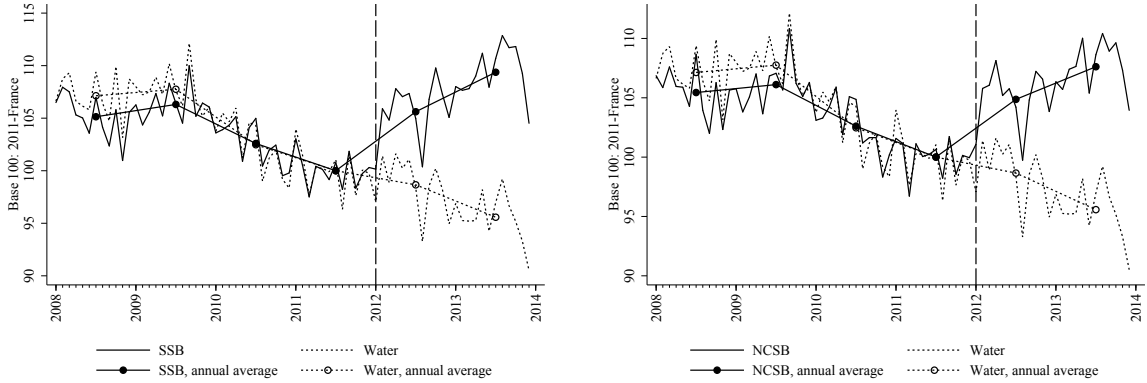 115
110
105
100
95
90
Base 100: 2011-France
2008
2009
2010
2011
2012
2013
2014
SSB
Water
SSB, annual average
Water, annual average
110
105
100
95
90
Base 100: 2011-France
2008
2009
2010
2011
2012
2013
2014
NCSB
Water
NCSB, annual average
Water, annual average